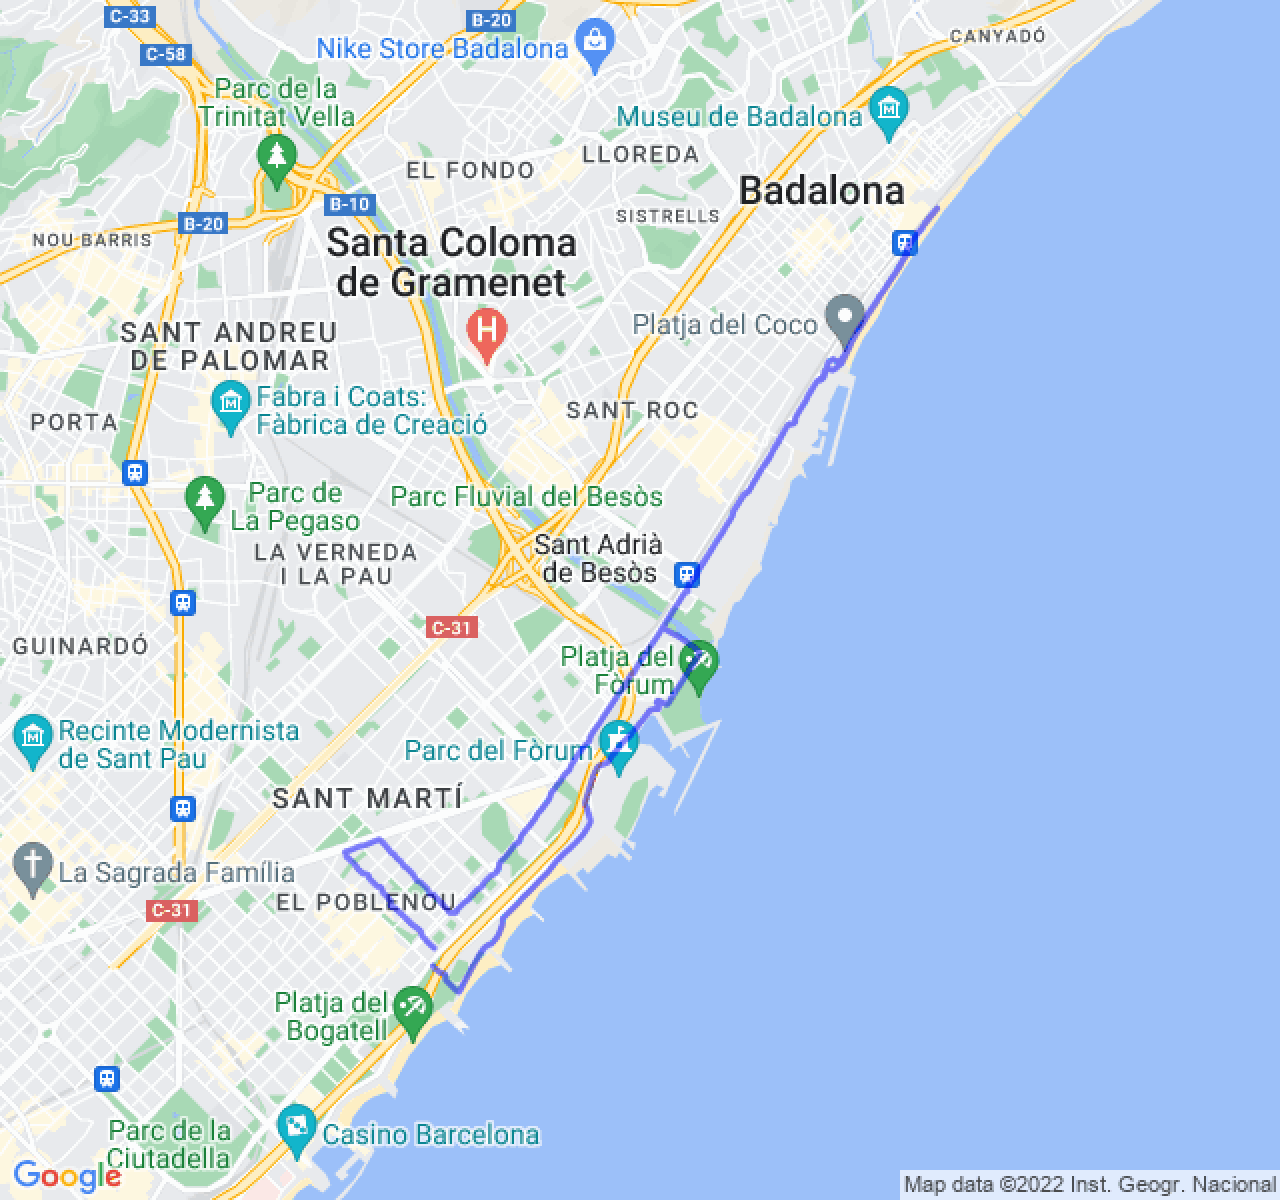 C-33
B-20
CANYADÓ
C-58
Nike Store Badalona
Parc de la
Trinitat Vella
Museu de Badalona
LLOREDA
EL FONDO
Badalona
B-10
SISTRELLS
B-20
NOU BARRIS
Santa Coloma
de Gramenet
Platja del Coco
SANT ANDREU
DE PALOMAR
H
Fabra i Coats:
Fàbrica de Creació
SANT ROC
PORTA
Parc de
La Pegaso
Parc Fluvial del Besòs
Sant Adrià
de Besòs
LA VERNEDA
I LA PAU
C-31
GUINARDÓ
Platja del
Fòrum
Recinte Modernista
de Sant Pau
Parc del Fòrum
SANT MARTÍ
La Sagrada Família
EL POBLENOU
C-31
Platja del
Bogatell
Parc de la
Ciutadella
Casino Barcelona
Google
Map data ©2022 Inst. Geogr. Nacional